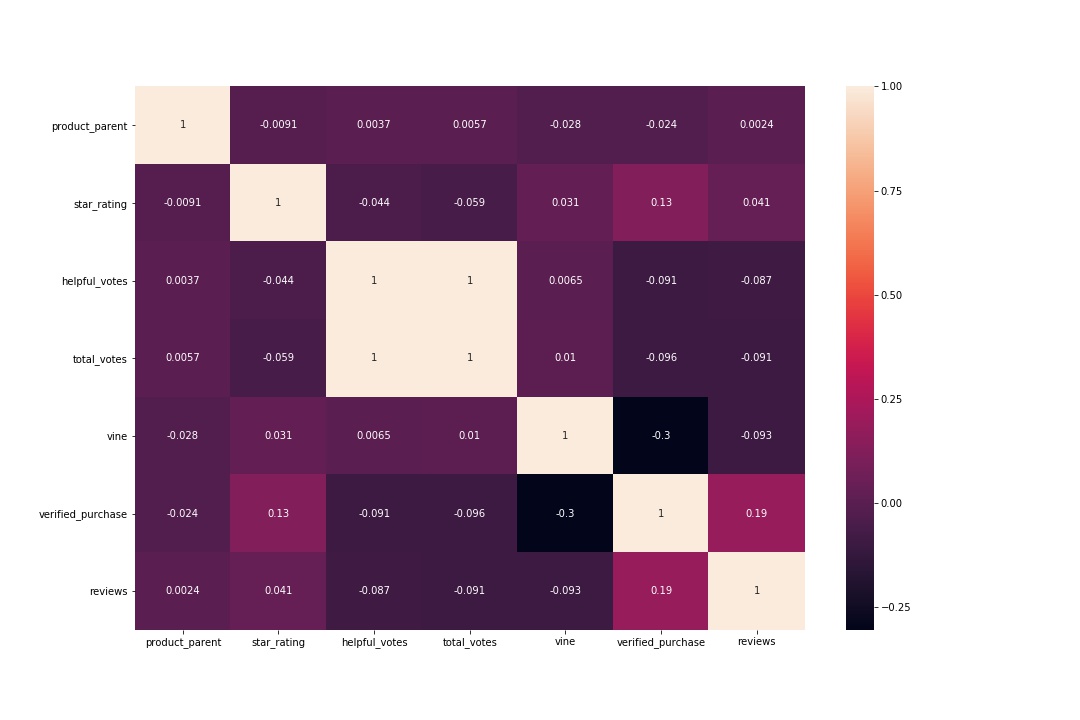 1.00
product_parent 1 -0.0091 0.0037 0.0057 -0.028 -0.024 0.0024
0.75
star_rating -0.0091 1 -0.044 -0.059 0.031 0.13 0.041
helpful_votes 0.0037 -0.044 1 1 0.0065 -0.091 -0.087
0.50
total_votes 0.0057 -0.059 1 1 0.01 -0.096 -0.091
0.25
vine -0.028 0.031 0.0065 0.01 1 -0.3 -0.093
0.00
verified_purchase -0.024 0.13 -0.091 -0.096 -0.3 1 0.19
reviews 0.0024 0.041 -0.087 -0.091 -0.093 0.19 1
−0.25
product_parent star_rating helpful_votes total_votes vine verified_purchase reviews